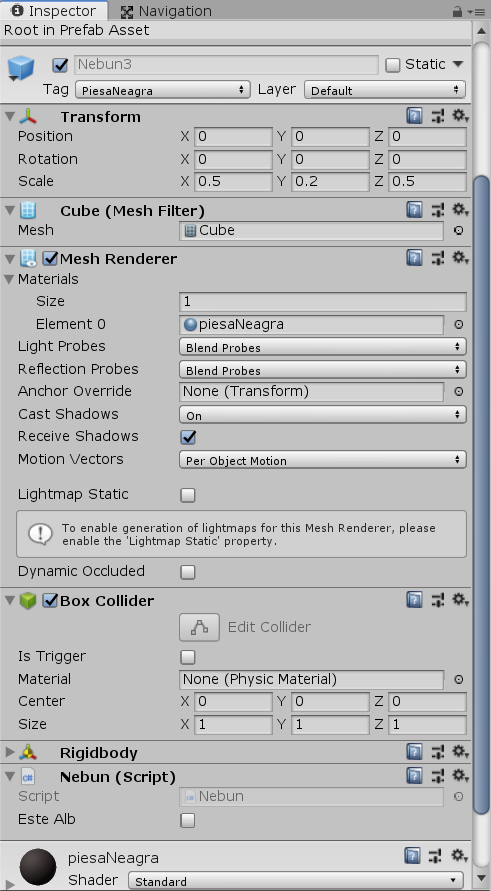 Inspector Navigation
Root in Prefab Asset
Nebun3 Static
Tag PiesaNeagra Layer Default
Transform
Position X 0 Y 0 Z 0
Rotation X 0 Y 0 Z 0
Scale X 0.5 Y 0.2 Z 0.5
Cube (Mesh Filter)
Mesh Cube
Mesh Renderer
Materials
Size 1
Element 0 piesaNeagra
Light Probes Blend Probes
Reflection Probes Blend Probes
Anchor Override None (Transform)
Cast Shadows On
Receive Shadows
Motion Vectors Per Object Motion
Lightmap Static
To enable generation of lightmaps for this Mesh Renderer, please
enable the 'Lightmap Static' property.
Dynamic Occluded
Box Collider
Edit Collider
Is Trigger
Material None (Physic Material)
Center X 0 Y 0 Z 0
Size X 1 Y 1 Z 1
Rigidbody
Nebun (Script)
Script Nebun
Este Alb
piesaNeagra
Shader Standard